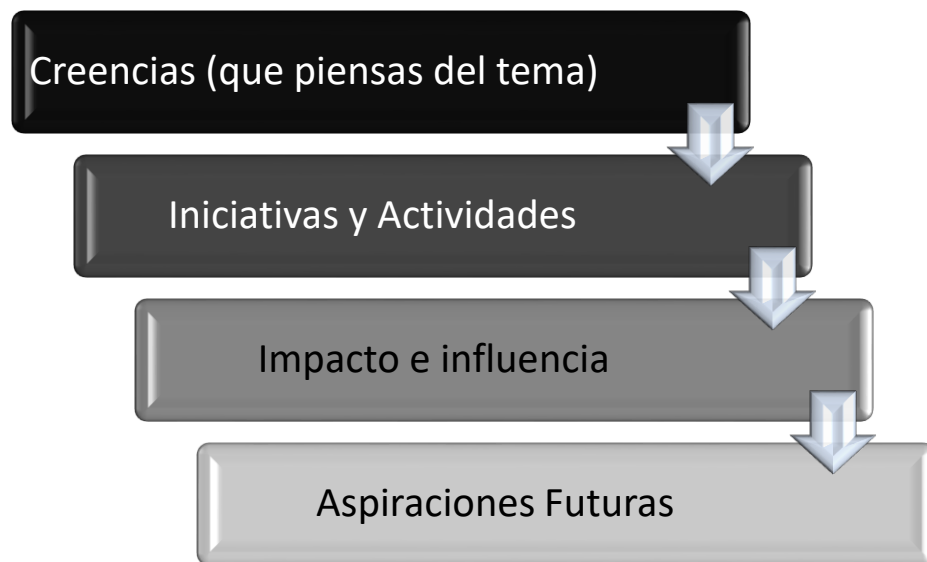 Creencias (que piensas del tema)
Iniciativas y Actividades
Impacto e influencia
Aspiraciones Futuras